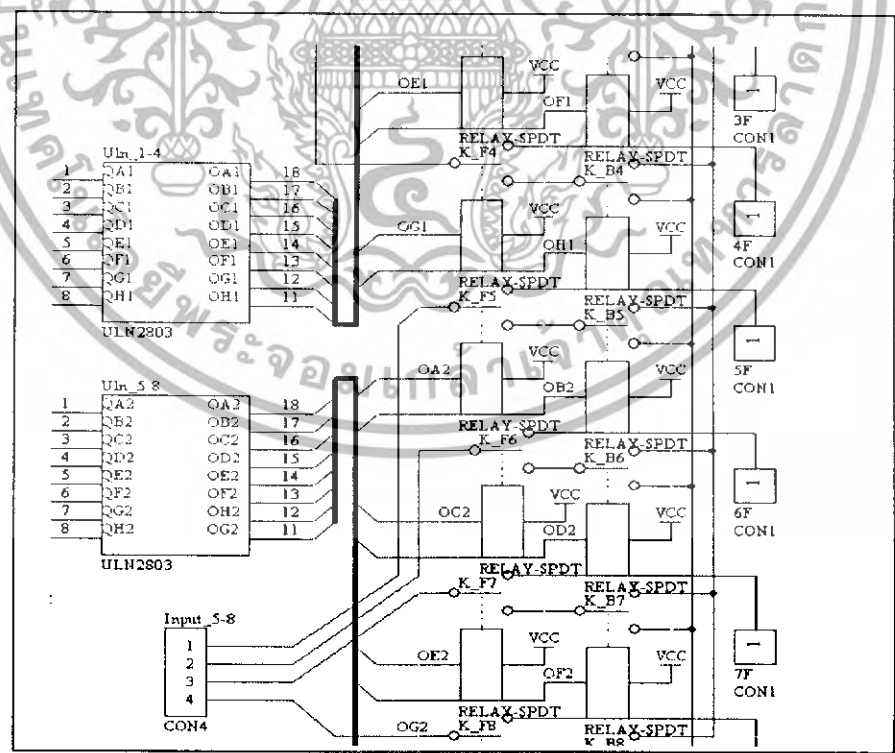 OE1
VCC
OF1
VCC
1
3F
CON1
RELAY-SPDT
K_F4
RELAY-SPDT
K_B4
Uln_1-4
1 QA1 OA1 18
2 QB1 OB1 17
3 QC1 OC1 16
4 QD1 OD1 15
5 QE1 OE1 14
6 QF1 OF1 13
7 QG1 OG1 12
8 QH1 OH1 11
ULN2803
OG1
VCC
OH1
VCC
1
4F
CON1
RELAY-SPDT
K_F5
RELAY-SPDT
K_B5
OA2
VCC
OB2
VCC
1
5F
CON1
Uln_5-8
1 QA2 OA2 18
2 QB2 OB2 17
3 QC2 OC2 16
4 QD2 OD2 15
5 QE2 OE2 14
6 QF2 OF2 13
7 QG2 OH2 12
8 QH2 OG2 11
ULN2803
RELAY-SPDT
K_F6
RELAY-SPDT
K_B6
OC2
VCC
OD2
VCC
1
6F
CON1
RELAY-SPDT
K_F7
RELAY-SPDT
K_B7
Input_5-8
1
2
3
4
CON4
OE2
VCC
OF2
VCC
1
7F
CON1
OG2
RELAY-SPDT
K_F8
RELAY-SPDT
K_B8